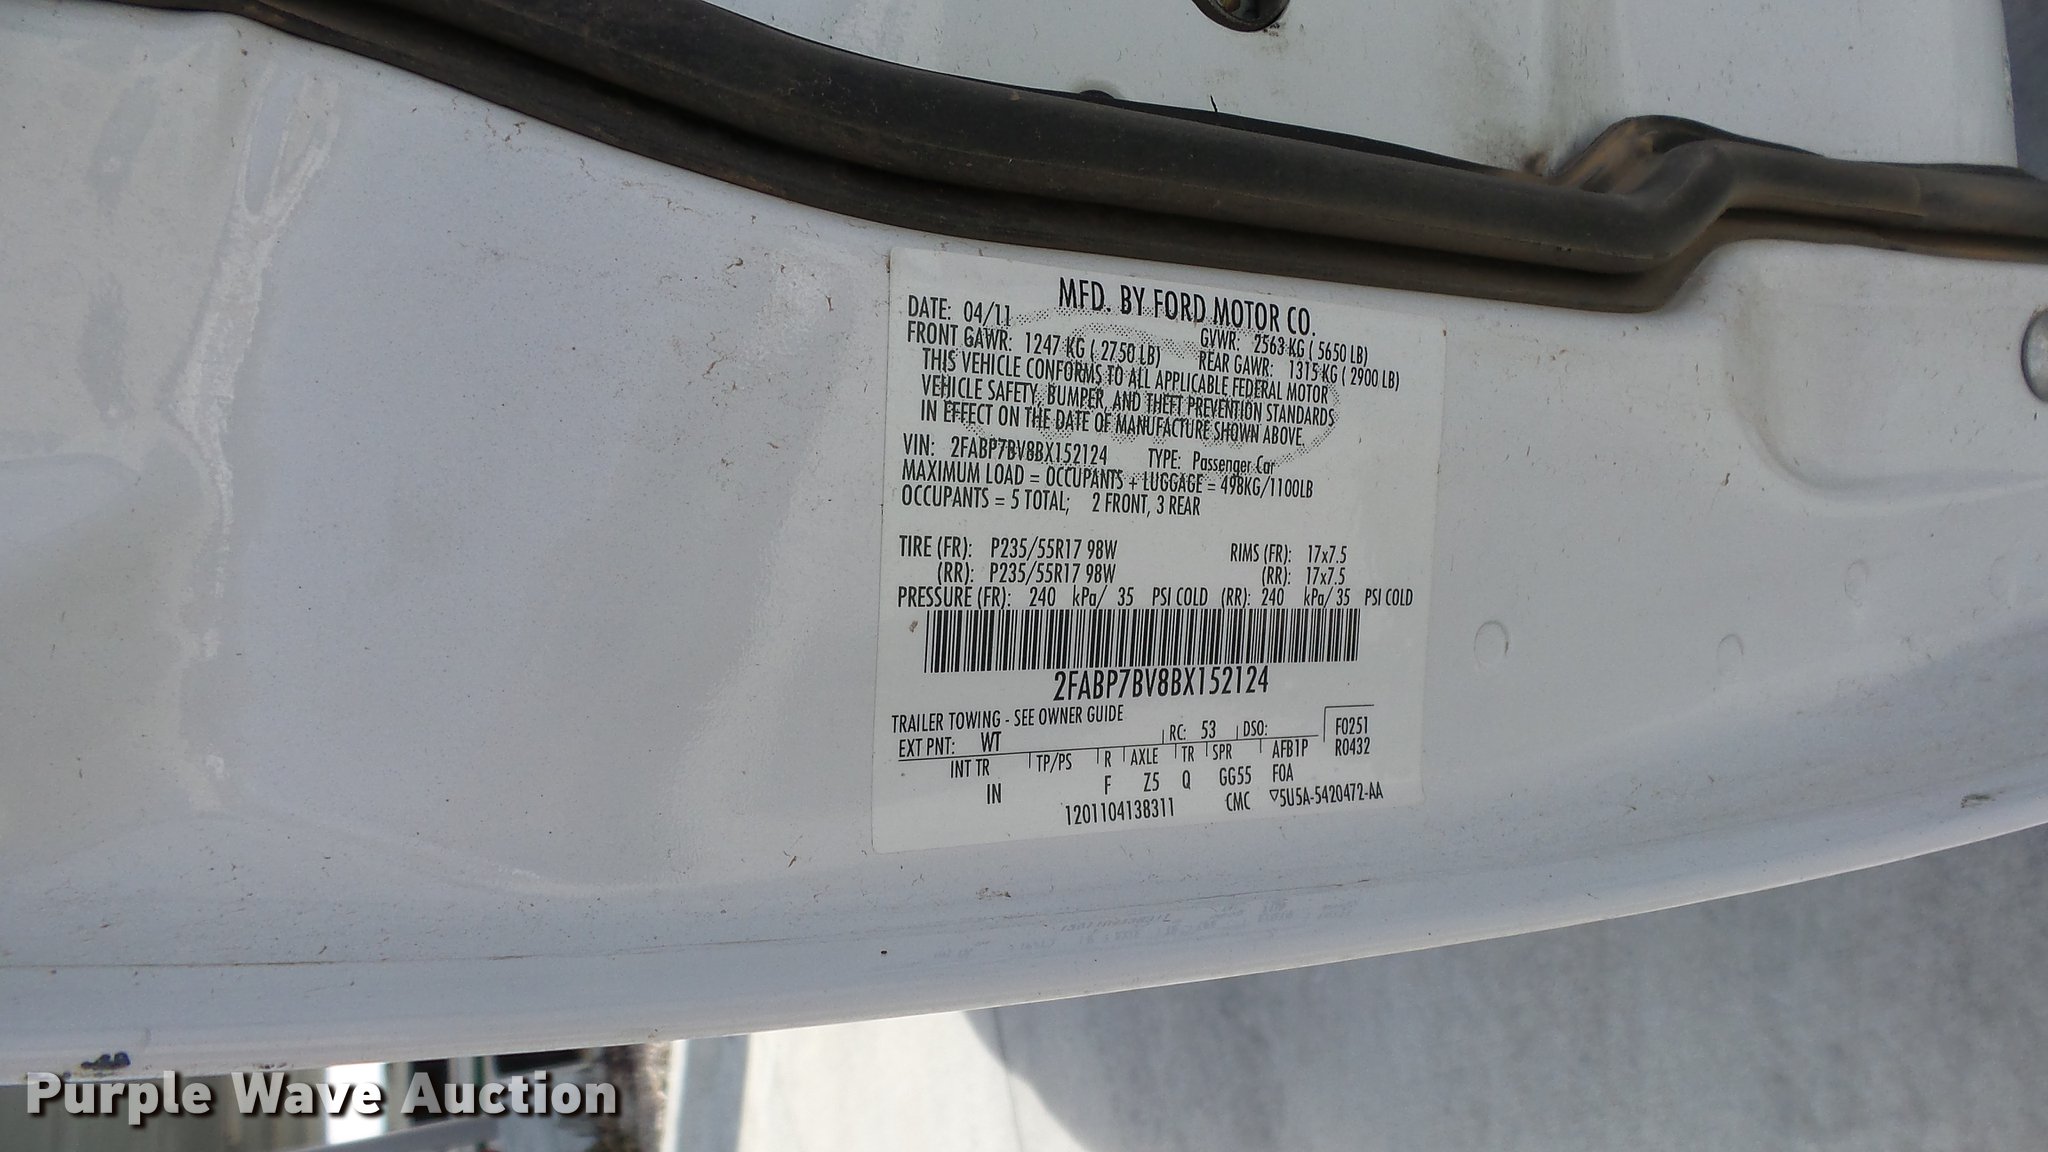 MFD. BY FORD MOTOR CO.
DATE: 04/11 GVWR: 2563 KG ( 5650 LB)
FRONT GAWR: 1247 KG ( 2750 LB) REAR GAWR: 1315 KG ( 2900 LB)
THIS VEHICLE CONFORMS TO ALL APPLICABLE FEDERAL MOTOR
VEHICLE SAFETY, BUMPER, AND THEFT PREVENTION STANDARDS
IN EFFECT ON THE DATE OF MANUFACTURE SHOWN ABOVE.
VIN: 2FABP7BV8BX152124 TYPE: Passenger Car
MAXIMUM LOAD = OCCUPANTS + LUGGAGE = 498KG/1100LB
OCCUPANTS = 5 TOTAL; 2 FRONT, 3 REAR
TIRE (FR): P235/55R17 98W RIMS (FR): 17x7.5
(RR): P235/55R17 98W (RR): 17x7.5
PRESSURE (FR): 240 kPa/ 35 PSI COLD (RR): 240 kPa/ 35 PSI COLD
2FABP7BV8BX152124
TRAILER TOWING - SEE OWNER GUIDE
EXT PNT: WT RC: 53 DSO: F0251
INT TR TP/PS R AXLE TR SPR AFB1P R0432
IN F Z5 Q GG55 F0A
1201104138311 CMC ▽5U5A-5420472-AA
Purple Wave Auction